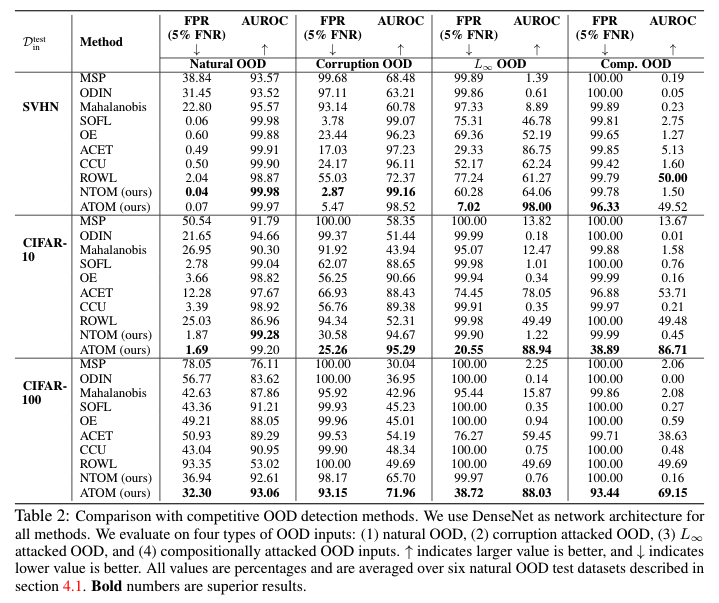 D_in^test Method FPR (5% FNR) ↓ AUROC ↑ FPR (5% FNR) ↓ AUROC ↑ FPR (5% FNR) ↓ AUROC ↑ FPR (5% FNR) ↓ AUROC ↑
Natural OOD Corruption OOD L∞ OOD Comp. OOD
SVHN
MSP 38.84 93.57 99.68 68.48 99.89 1.39 100.00 0.19
ODIN 31.45 93.52 97.11 63.21 99.86 0.61 100.00 0.05
Mahalanobis 22.80 95.57 93.14 60.78 97.33 8.89 99.89 0.23
SOFL 0.06 99.98 3.78 99.07 75.31 46.78 99.81 2.75
OE 0.60 99.88 23.44 96.23 69.36 52.19 99.65 1.27
ACET 0.49 99.91 17.03 97.23 29.33 86.75 99.85 5.13
CCU 0.50 99.90 24.17 96.11 52.17 62.24 99.42 1.60
ROWL 2.04 98.87 55.03 72.37 77.24 61.27 99.79 50.00
NTOM (ours) 0.04 99.98 2.87 99.16 60.28 64.06 99.78 1.50
ATOM (ours) 0.07 99.97 5.47 98.52 7.02 98.00 96.33 49.52
CIFAR-
10
MSP 50.54 91.79 100.00 58.35 100.00 13.82 100.00 13.67
ODIN 21.65 94.66 99.37 51.44 99.99 0.18 100.00 0.01
Mahalanobis 26.95 90.30 91.92 43.94 95.07 12.47 99.88 1.58
SOFL 2.78 99.04 62.07 88.65 99.98 1.01 100.00 0.76
OE 3.66 98.82 56.25 90.66 99.94 0.34 99.99 0.16
ACET 12.28 97.67 66.93 88.43 74.45 78.05 96.88 53.71
CCU 3.39 98.92 56.76 89.38 99.91 0.35 99.97 0.21
ROWL 25.03 86.96 94.34 52.31 99.98 49.49 100.00 49.48
NTOM (ours) 1.87 99.28 30.58 94.67 99.90 1.22 99.99 0.45
ATOM (ours) 1.69 99.20 25.26 95.29 20.55 88.94 38.89 86.71
CIFAR-
100
MSP 78.05 76.11 100.00 30.04 100.00 2.25 100.00 2.06
ODIN 56.77 83.62 100.00 36.95 100.00 0.14 100.00 0.00
Mahalanobis 42.63 87.86 95.92 42.96 95.44 15.87 99.86 2.08
SOFL 43.36 91.21 99.93 45.23 100.00 0.35 100.00 0.27
OE 49.21 88.05 99.96 45.01 100.00 0.94 100.00 0.59
ACET 50.93 89.29 99.53 54.19 76.27 59.45 99.71 38.63
CCU 43.04 90.95 99.90 48.34 100.00 0.75 100.00 0.48
ROWL 93.35 53.02 100.00 49.69 100.00 49.69 100.00 49.69
NTOM (ours) 36.94 92.61 98.17 65.70 99.97 0.76 100.00 0.16
ATOM (ours) 32.30 93.06 93.15 71.96 38.72 88.03 93.44 69.15
Table 2: Comparison with competitive OOD detection methods. We use DenseNet as network architecture for
all methods. We evaluate on four types of OOD inputs: (1) natural OOD, (2) corruption attacked OOD, (3) L∞
attacked OOD, and (4) compositionally attacked OOD inputs. ↑ indicates larger value is better, and ↓ indicates
lower value is better. All values are percentages and are averaged over six natural OOD test datasets described in
section 4.1. Bold numbers are superior results.